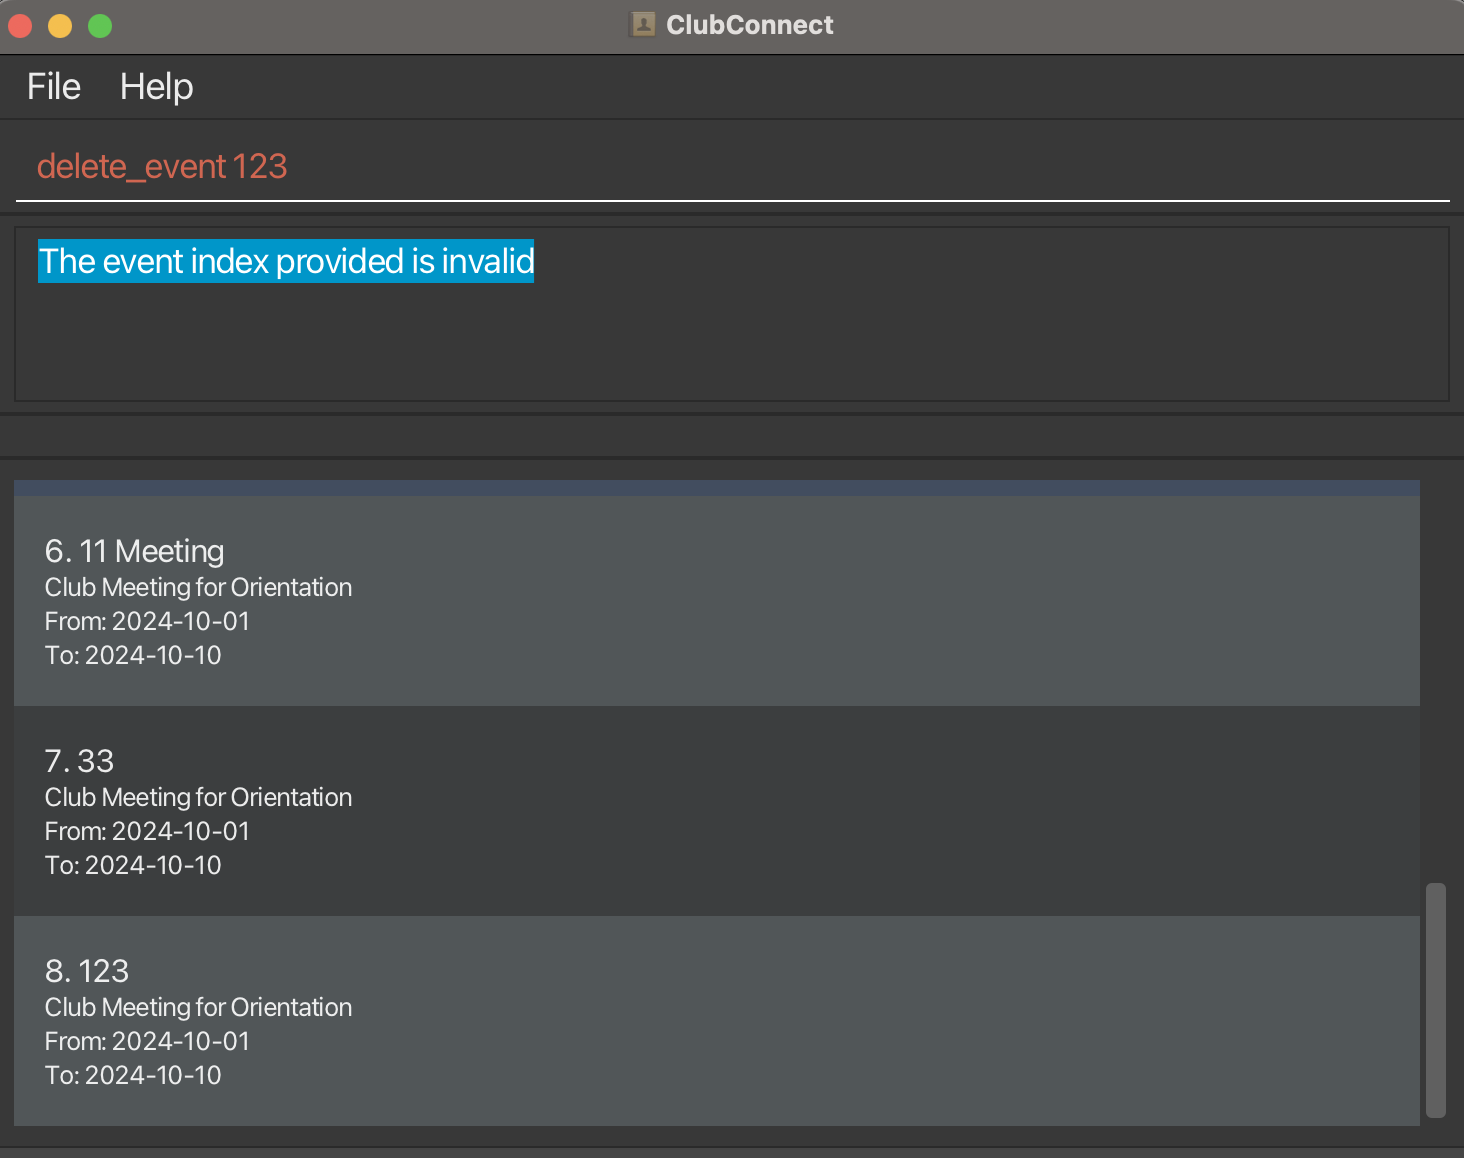 ClubConnect
File Help
delete_event 123
The event index provided is invalid
6. 11 Meeting
Club Meeting for Orientation
From: 2024-10-01
To: 2024-10-10
7. 33
Club Meeting for Orientation
From: 2024-10-01
To: 2024-10-10
8. 123
Club Meeting for Orientation
From: 2024-10-01
To: 2024-10-10